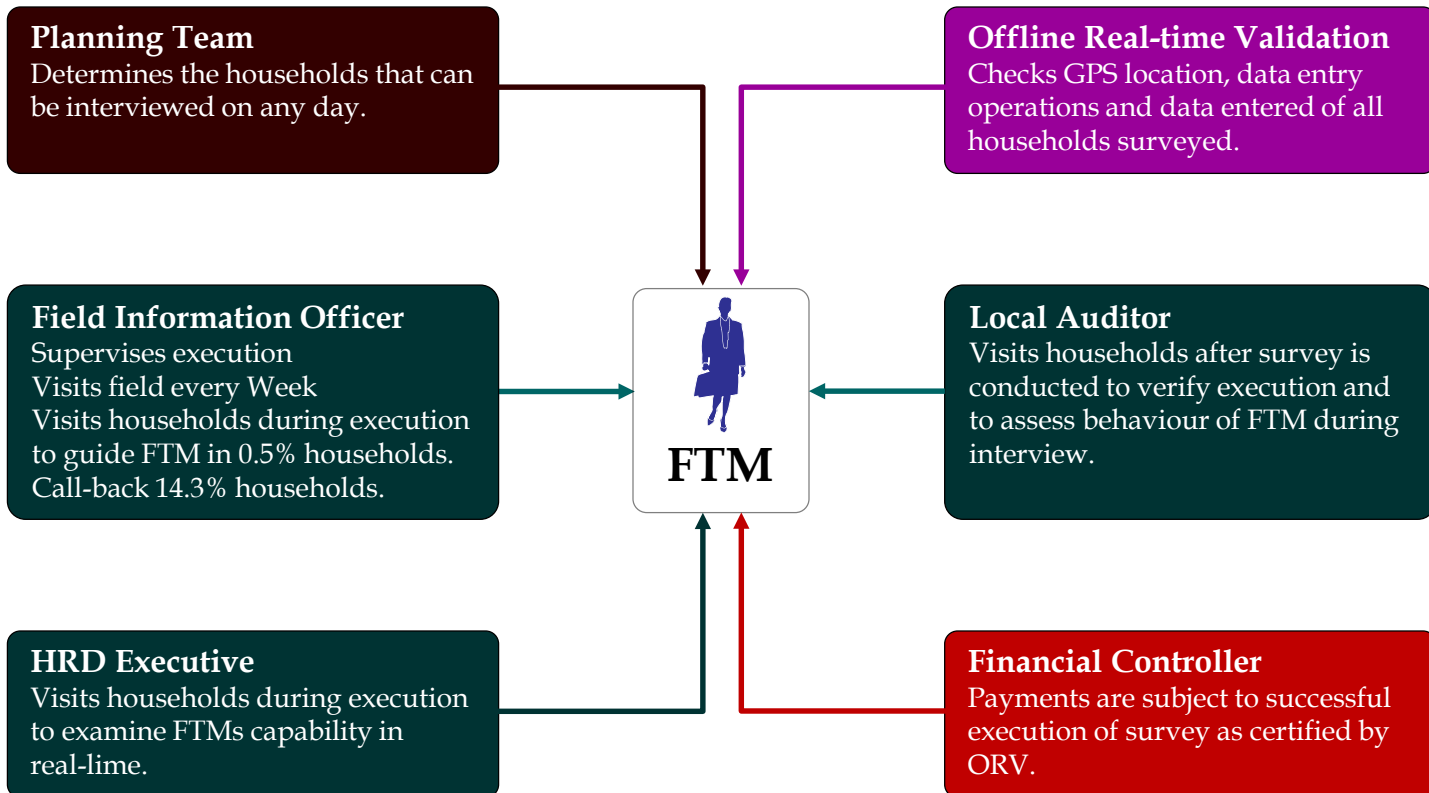 Planning Team
Determines the households that can
be interviewed on any day.
Offline Real-time Validation
Checks GPS location, data entry
operations and data entered of all
households surveyed.
Field Information Officer
Supervises execution
Visits field every Week
Visits households during execution
to guide FTM in 0.5% households.
Call-back 14.3% households.
FTM
Local Auditor
Visits households after survey is
conducted to verify execution and
to assess behaviour of FTM during
interview.
HRD Executive
Visits households during execution
to examine FTMs capability in
real-lime.
Financial Controller
Payments are subject to successful
execution of survey as certified by
ORV.